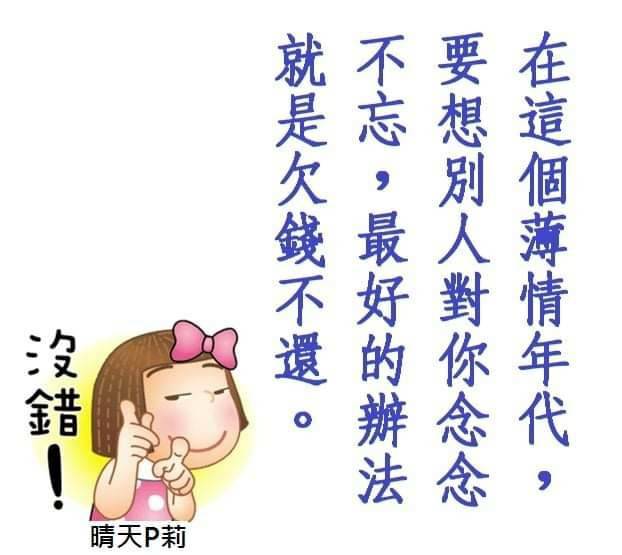 在這個薄情年代，
要想別人對你念念
不忘，最好的辦法
就是欠錢不還。
沒錯！
晴天P莉